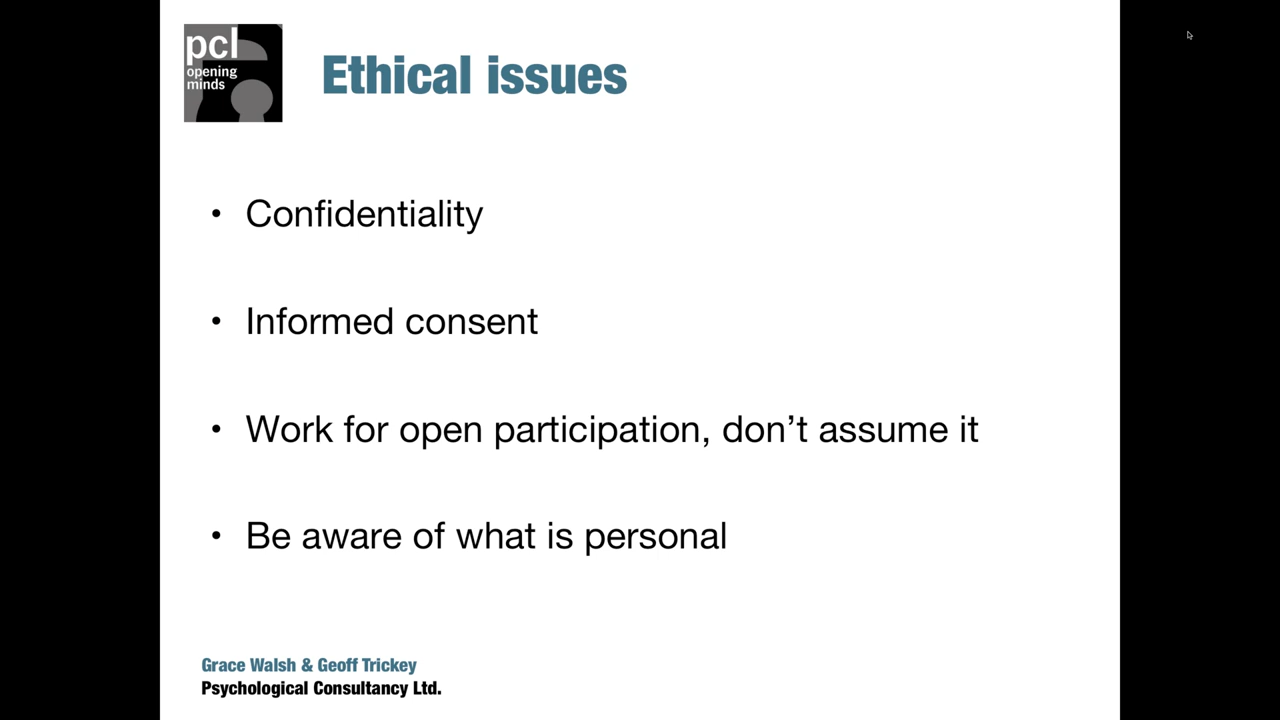 pcl
opening
minds
Ethical issues
• Confidentiality
• Informed consent
• Work for open participation, don’t assume it
• Be aware of what is personal
Grace Walsh & Geoff Trickey
Psychological Consultancy Ltd.